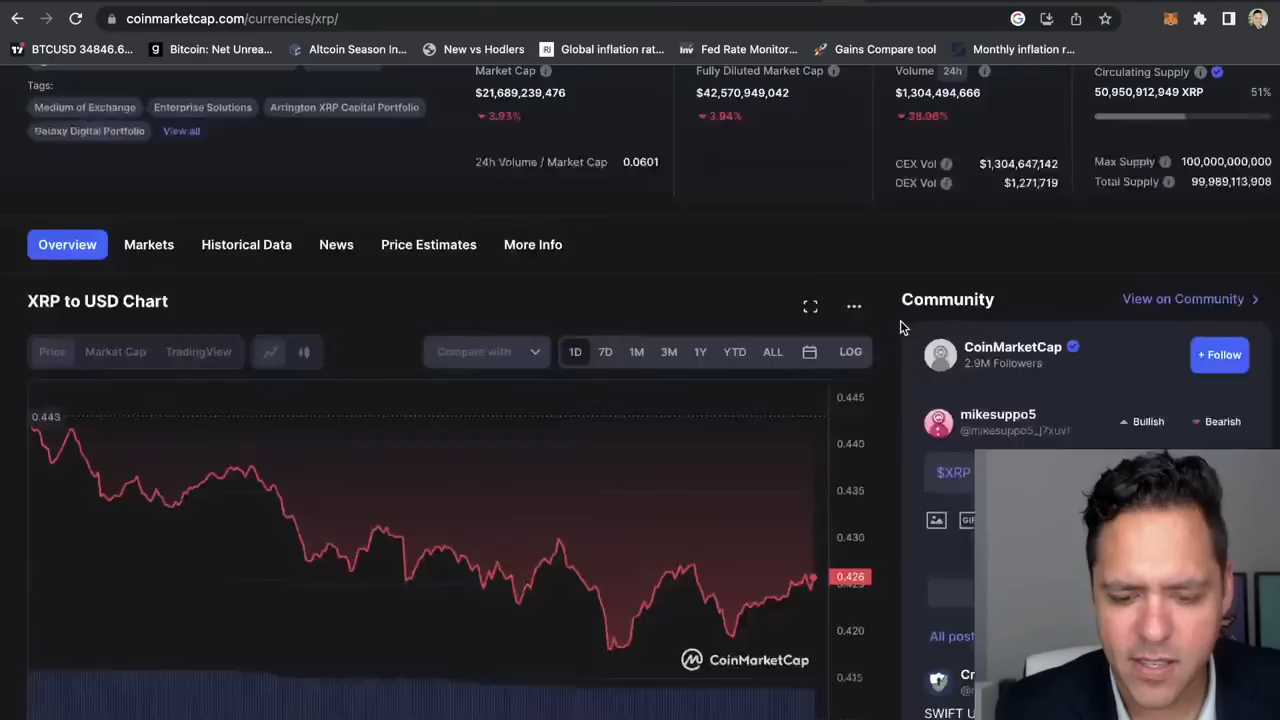 coinmarketcap.com/currencies/xrp/
BTCUSD 34846.6...
Bitcoin: Net Unrea...
Altcoin Season In...
New vs Hodlers
Global inflation rat...
Fed Rate Monitor...
Gains Compare tool
Monthly inflation r...
Tags:
Medium of Exchange
Enterprise Solutions
Arrington XRP Capital Portfolio
Galaxy Digital Portfolio
View all
Market Cap
$21,689,239,476
3.93%
24h Volume / Market Cap 0.0601
Fully Diluted Market Cap
$42,570,949,042
3.94%
Volume 24h
$1,304,494,666
38.96%
CEX Vol $1,304,647,142
DEX Vol $1,271,719
Circulating Supply
50,950,912,949 XRP 51%
Max Supply 100,000,000,000
Total Supply 99,989,113,908
Overview Markets Historical Data News Price Estimates More Info
XRP to USD Chart
Price Market Cap TradingView
Compare with
1D 7D 1M 3M 1Y YTD ALL LOG
0.443
0.445
0.440
0.435
0.430
0.426
0.420
0.415
CoinMarketCap
Community
View on Community
CoinMarketCap
2.9M Followers
+ Follow
mikesuppo5
Bullish
Bearish
$XRP
GIF
All post
Cr
SWIFT U